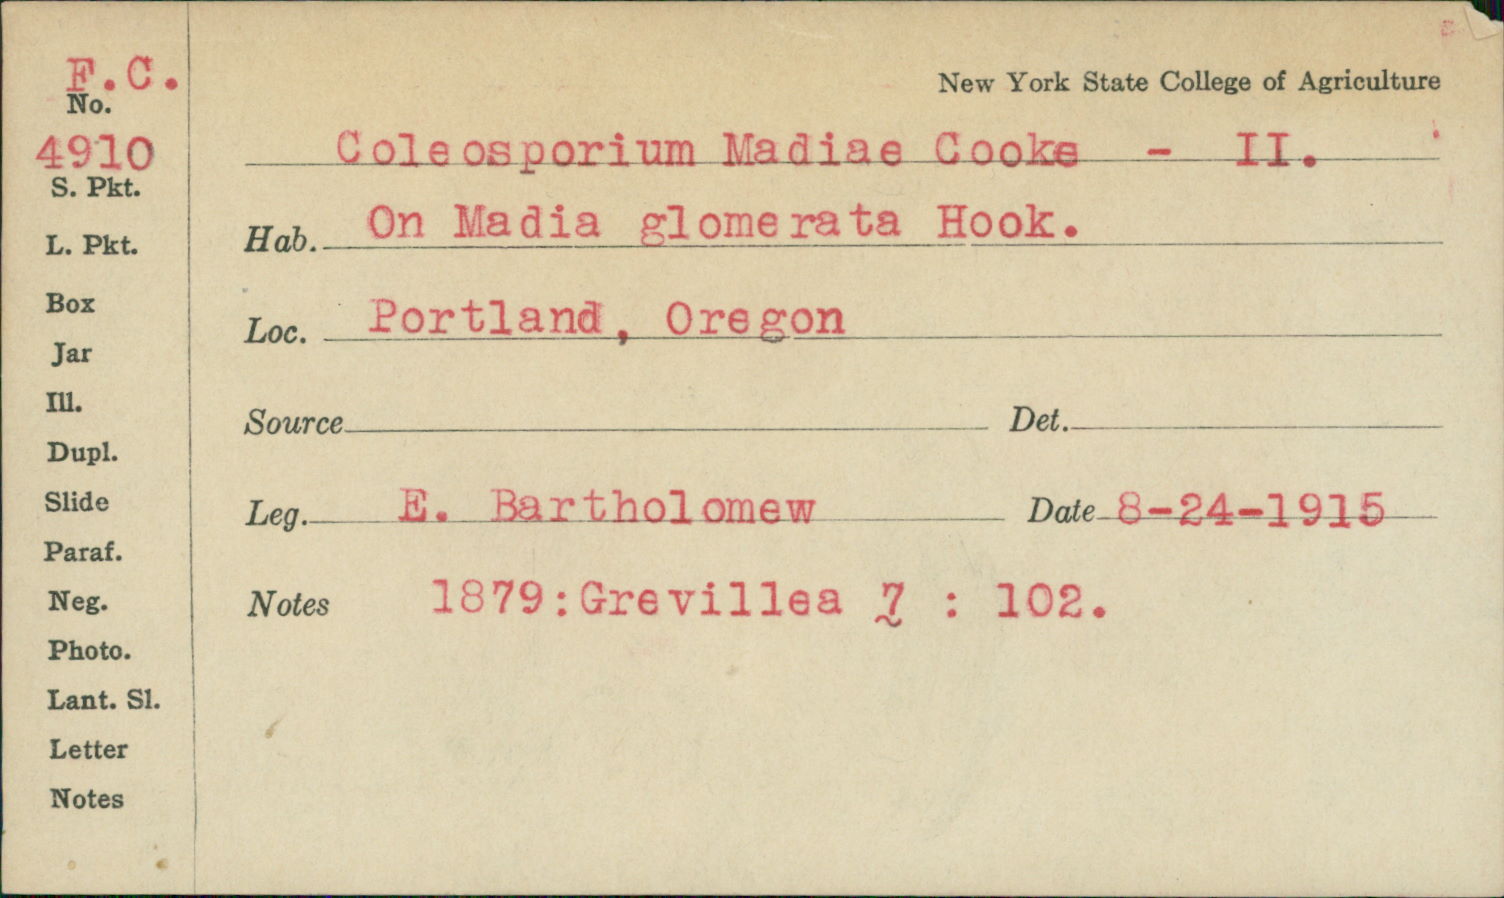 F.C.
No.
4910
S. Pkt.
L. Pkt.
Box
Jar
Ill.
Dupl.
Slide
Paraf.
Neg.
Photo.
Lant. Sl.
Letter
Notes
New York State College of Agriculture
Coleosporium Madiae Cooke - II.
Hab. On Madia glomerata Hook.
Loc. Portland, Oregon
Source Det.
Leg. E. Bartholomew Date 8-24-1915
Notes 1879:Grevillea 7 : 102.